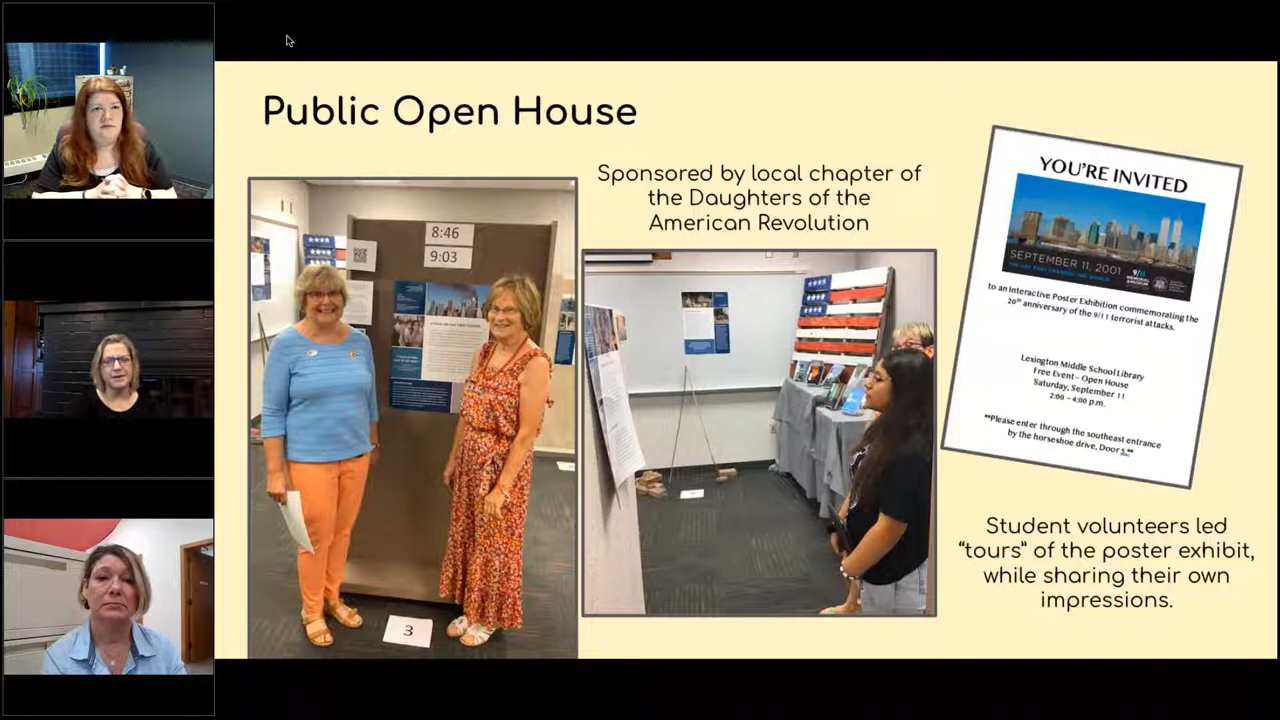 Public Open House
Sponsored by local chapter of
the Daughters of the
American Revolution
8:46
9:03
3
YOU'RE INVITED
SEPTEMBER 11, 2001
9/11
MEMORIAL
to an Interactive Poster Exhibition commemorating the
20th anniversary of the 9/11 terrorist attacks.
Lexington Middle School Library
Free Event – Open House
Saturday, September 11
2:00 – 4:00 p.m.
**Please enter through the southeast entrance
by the horseshoe drive, Door
Student volunteers led
“tours” of the poster exhibit,
while sharing their own
impressions.